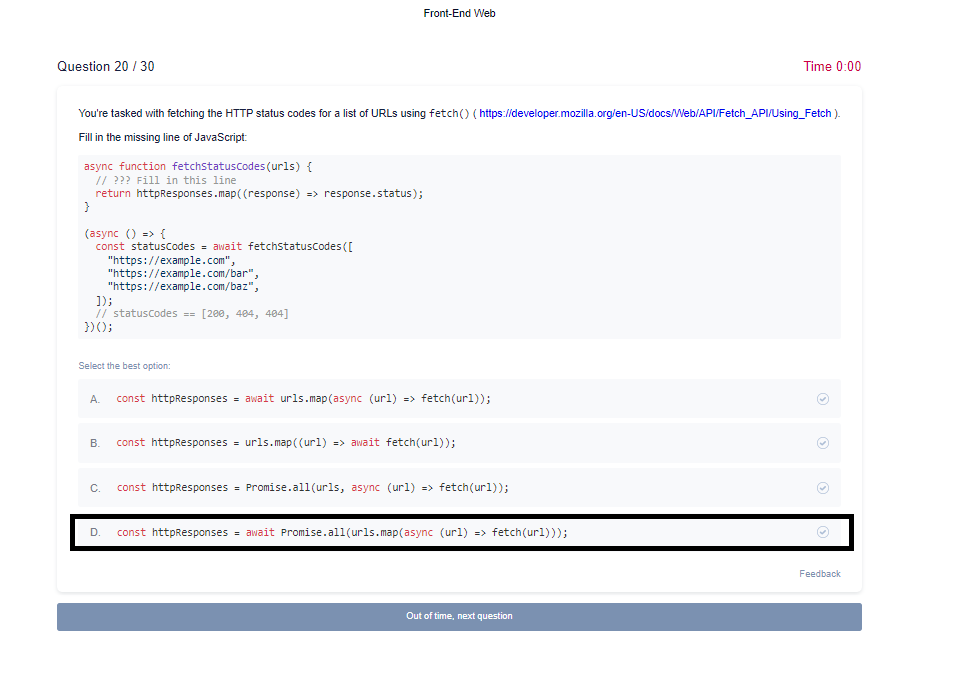 Front-End Web
Question 20 / 30
Time 0:00
You're tasked with fetching the HTTP status codes for a list of URLs using fetch() ( https://developer.mozilla.org/en-US/docs/Web/API/Fetch_API/Using_Fetch ).
Fill in the missing line of JavaScript:
async function fetchStatusCodes(urls) {
  // ??? Fill in this line
  return httpResponses.map((response) => response.status);
}

(async () => {
  const statusCodes = await fetchStatusCodes([
    "https://example.com",
    "https://example.com/bar",
    "https://example.com/baz",
  ]);
  // statusCodes == [200, 404, 404]
})();
Select the best option:
A. const httpResponses = await urls.map(async (url) => fetch(url));
B. const httpResponses = urls.map((url) => await fetch(url));
C. const httpResponses = Promise.all(urls, async (url) => fetch(url));
D. const httpResponses = await Promise.all(urls.map(async (url) => fetch(url)));
Feedback
Out of time, next question